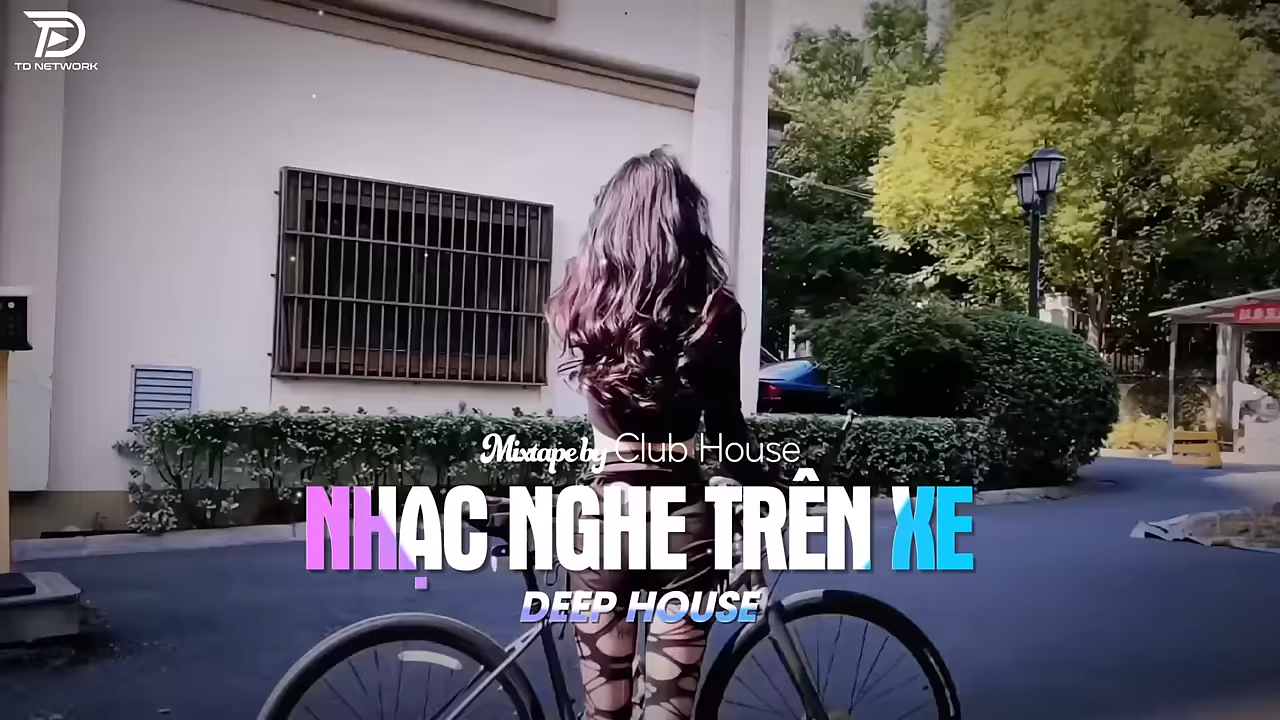 TD NETWORK
Mixtape by Club House
NHẠC NGHE TRÊN XE
DEEP HOUSE